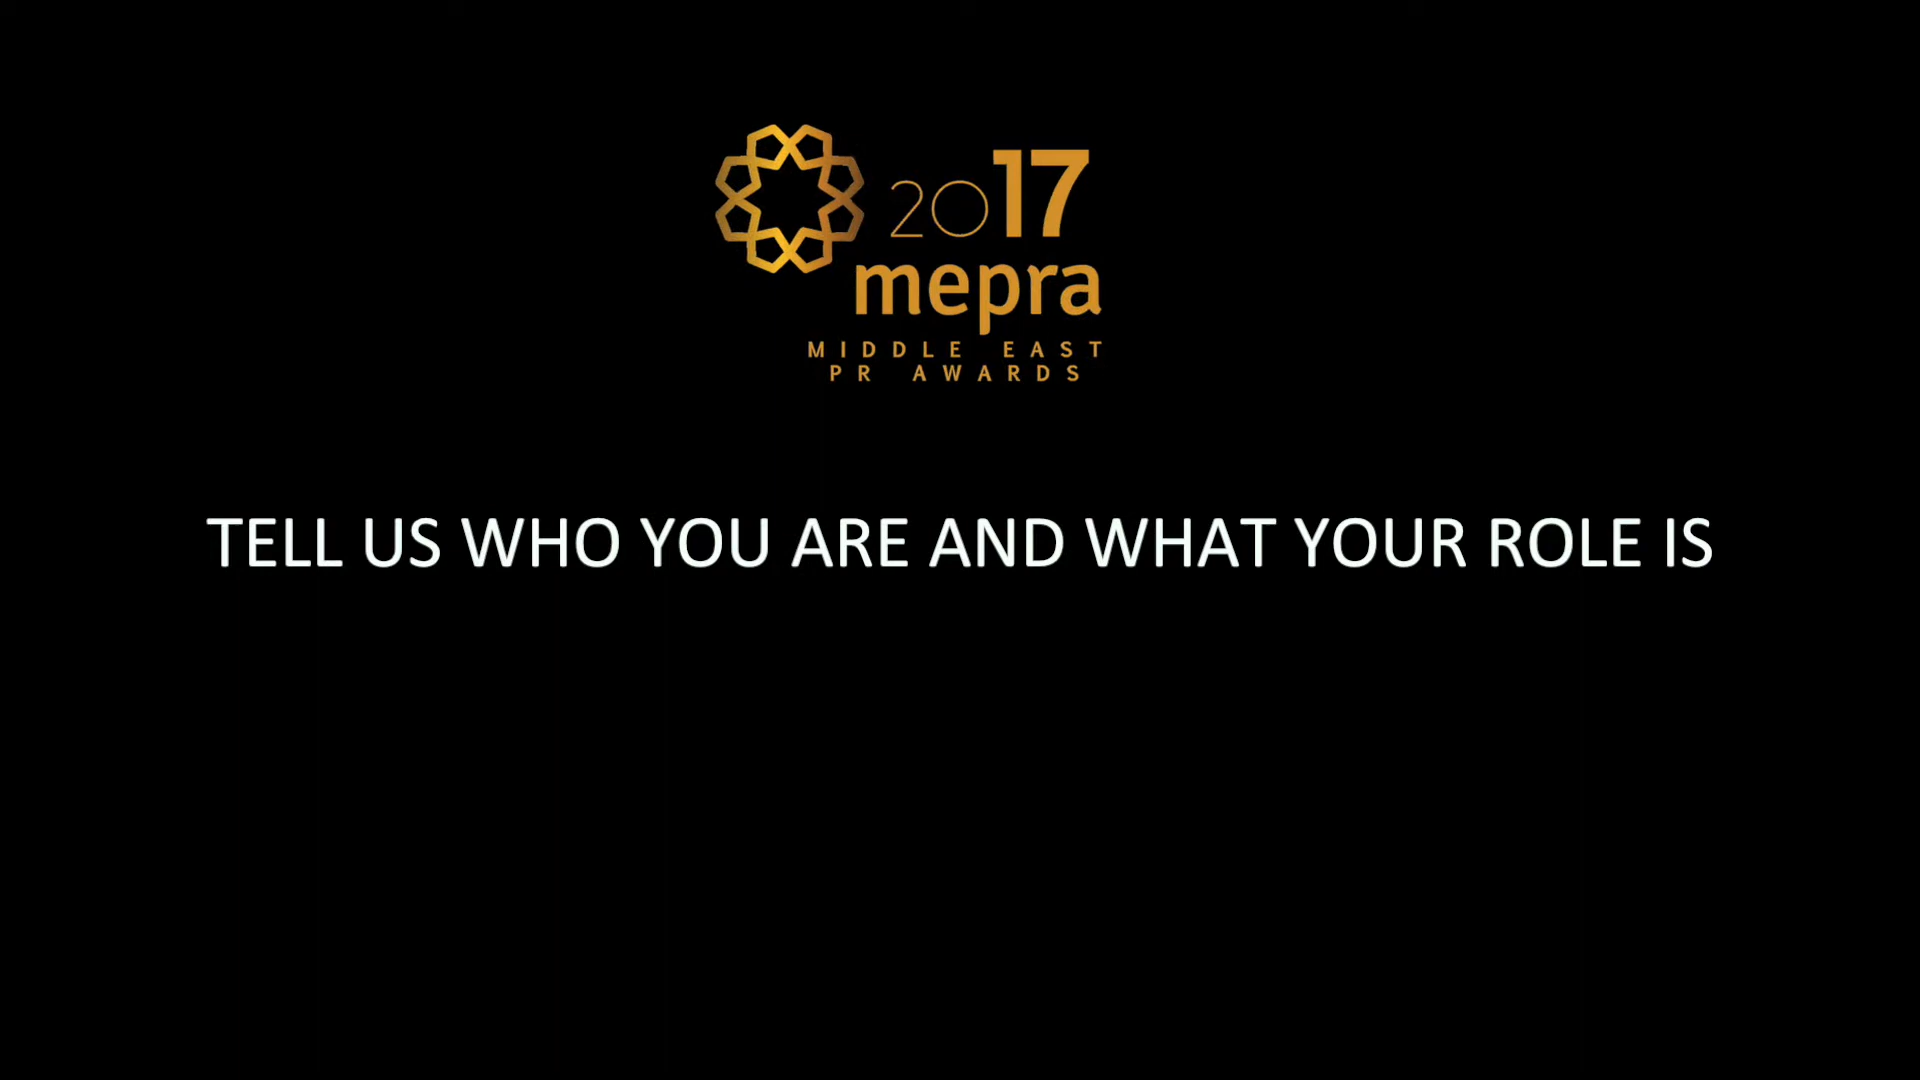 2017
mepra
MIDDLE EAST
PR AWARDS
TELL US WHO YOU ARE AND WHAT YOUR ROLE IS